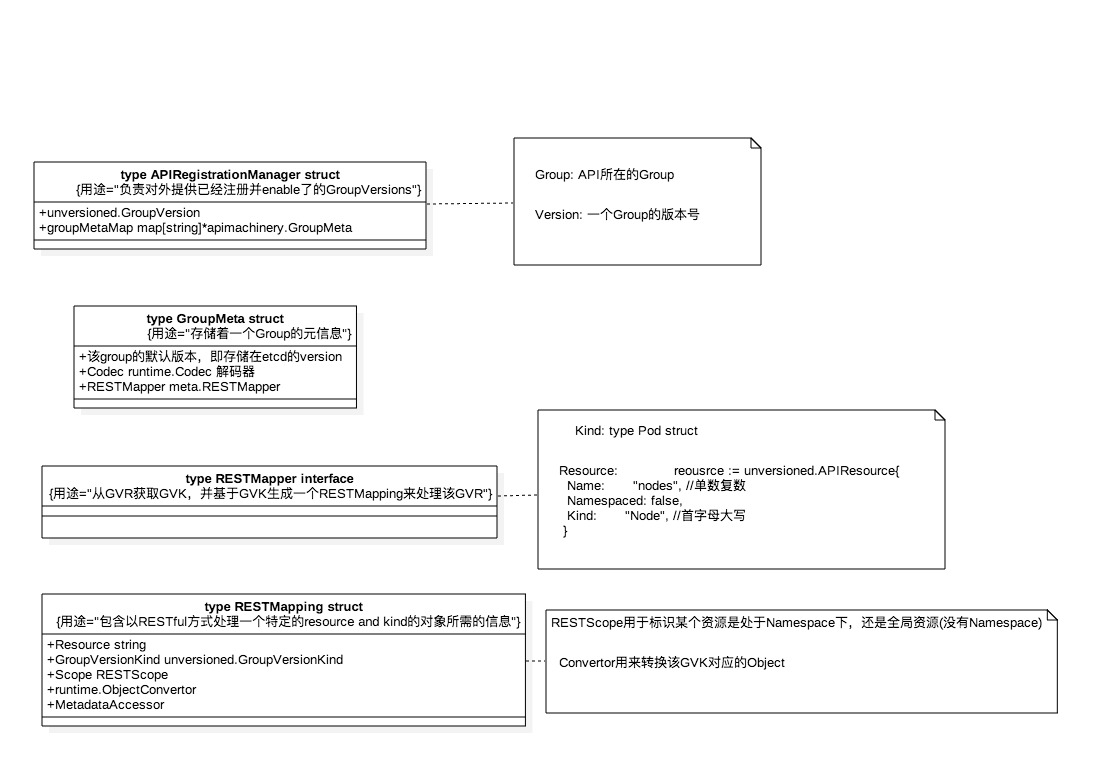 type APIRegistrationManager struct
{用途="负责对外提供已经注册并enable了的GroupVersions"}
+unversioned.GroupVersion
+groupMetaMap map[string]*apimachinery.GroupMeta
Group: API所在的Group
Version: 一个Group的版本号
type GroupMeta struct
{用途="存储着一个Group的元信息"}
+该group的默认版本，即存储在etcd的version
+Codec runtime.Codec 解码器
+RESTMapper meta.RESTMapper
type RESTMapper interface
{用途="从GVR获取GVK，并基于GVK生成一个RESTMapping来处理该GVR"}
Kind: type Pod struct
Resource: reousrce := unversioned.APIResource{
Name: "nodes", //单数复数
Namespaced: false,
Kind: "Node", //首字母大写
}
type RESTMapping struct
{用途="包含以RESTful方式处理一个特定的resource and kind的对象所需的信息"}
+Resource string
+GroupVersionKind unversioned.GroupVersionKind
+Scope RESTScope
+runtime.ObjectConvertor
+MetadataAccessor
RESTScope用于标识某个资源是处于Namespace下，还是全局资源(没有Namespace)
Convertor用来转换该GVK对应的Object